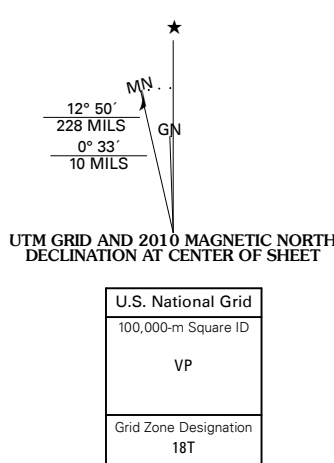 ★
MN
12° 50´
228 MILS
GN
0° 33´
10 MILS
UTM GRID AND 2010 MAGNETIC NORTH
DECLINATION AT CENTER OF SHEET
U.S. National Grid
100,000-m Square ID
VP
Grid Zone Designation
18T